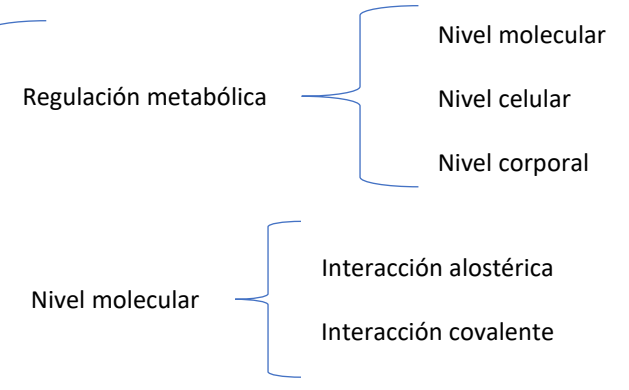 Nivel molecular
Regulación metabólica
Nivel celular
Nivel corporal
Interacción alostérica
Nivel molecular
Interacción covalente